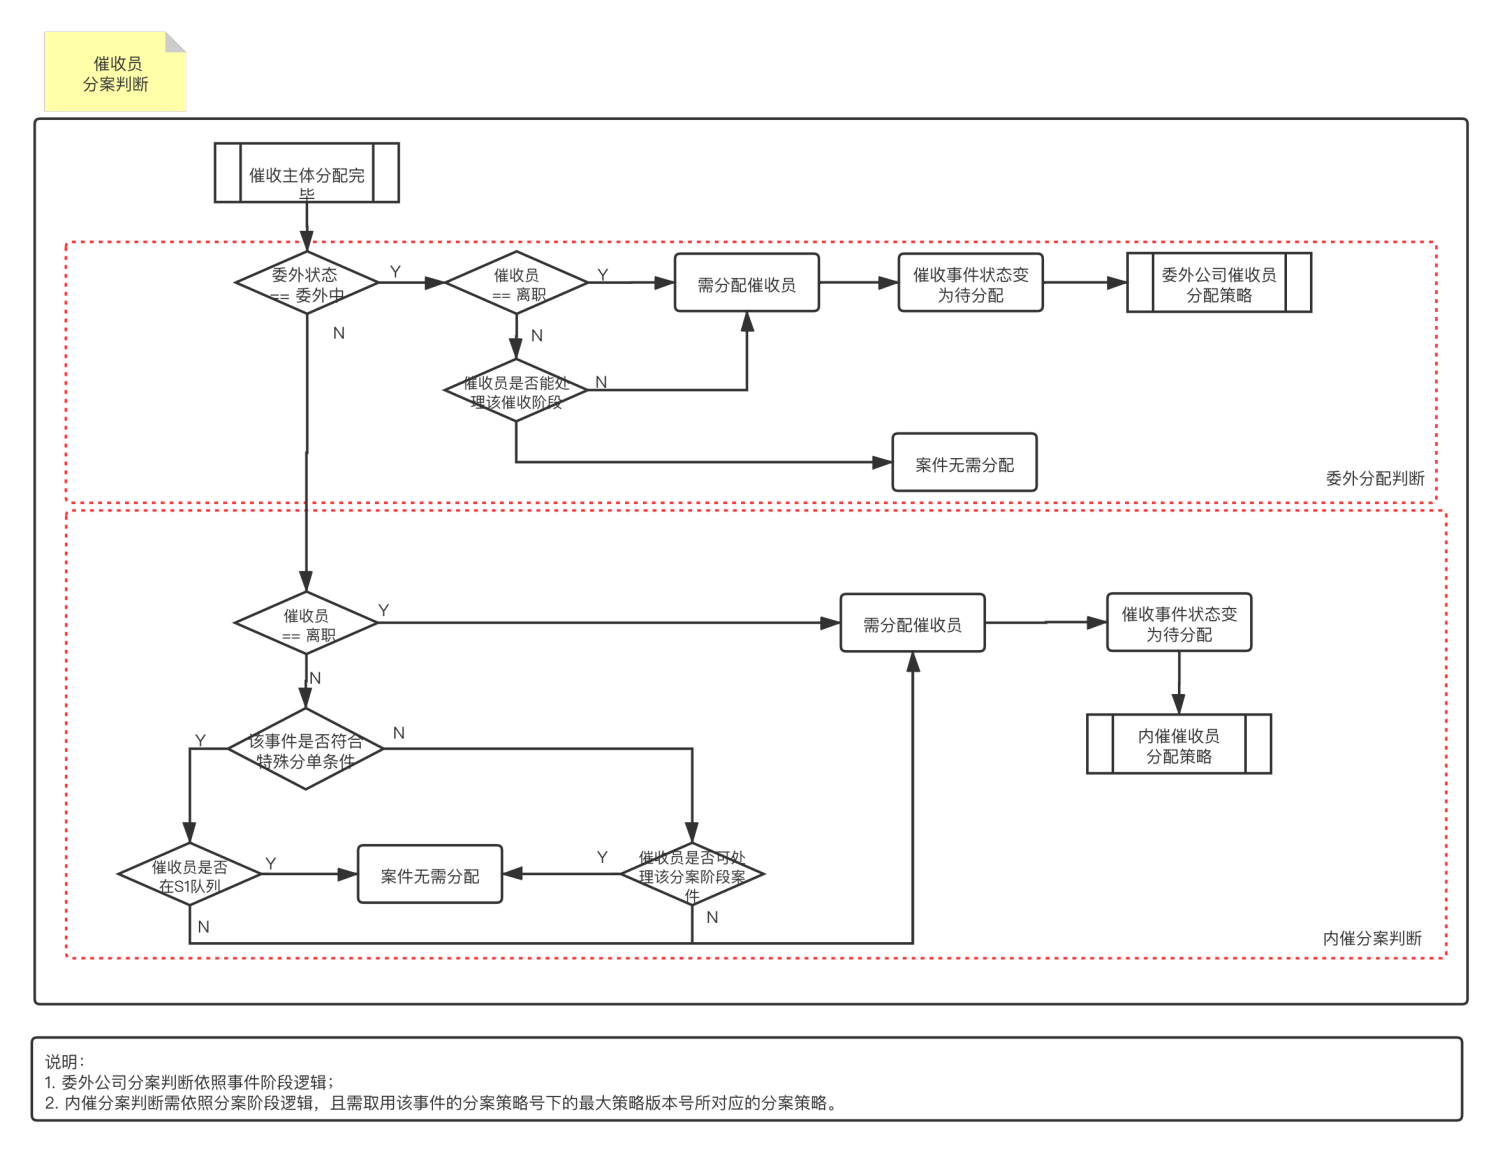 催收员
分案判断
催收主体分配完
毕
委外状态
== 委外中
Y
催收员
== 离职
Y
需分配催收员
催收事件状态变
为待分配
委外公司催收员
分配策略
N
N
催收员是否能处
理该催收阶段
N
案件无需分配
委外分配判断
催收员
== 离职
Y
需分配催收员
催收事件状态变
为待分配
N
该事件是否符合
特殊分单条件
Y
N
内催催收员
分配策略
催收员是否
在S1队列
Y
案件无需分配
Y
催收员是否可处
理该分案阶段案
件
N
N
内催分案判断
说明：
1. 委外公司分案判断依照事件阶段逻辑；
2. 内催分案判断需依照分案阶段逻辑，且需取用该事件的分案策略号下的最大策略版本号所对应的分案策略。